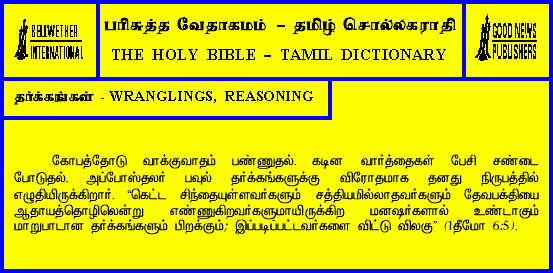 BELLWETHER
INTERNATIONAL
பரிசுத்த வேதாகமம் – தமிழ் சொல்லகராதி
THE HOLY BIBLE – TAMIL DICTIONARY
GOOD NEWS
PUBLISHERS
தர்க்கங்கள் - WRANGLINGS, REASONING
கோபத்தோடு வாக்குவாதம் பண்ணுதல். கடின வார்த்தைகள் பேசி சண்டை
போடுதல். அப்போஸ்தலர் பவுல் தர்க்கங்களுக்கு விரோதமாக தனது நிருபத்தில்
எழுதியிருக்கிறார். “கெட்ட சிந்தையுள்ளவர்களும் சத்தியமில்லாதவர்களும் தேவபக்தியை
ஆதாயத்தொழிலென்று எண்ணுகிறவர்களுமாயிருக்கிற மனஷர்களால் உண்டாகும்
மாறுபாடான தர்க்கங்களும் பிறக்கும்; இப்படிப்பட்டவர்களை விட்டு விலகு” (1தீமோ 6:5).